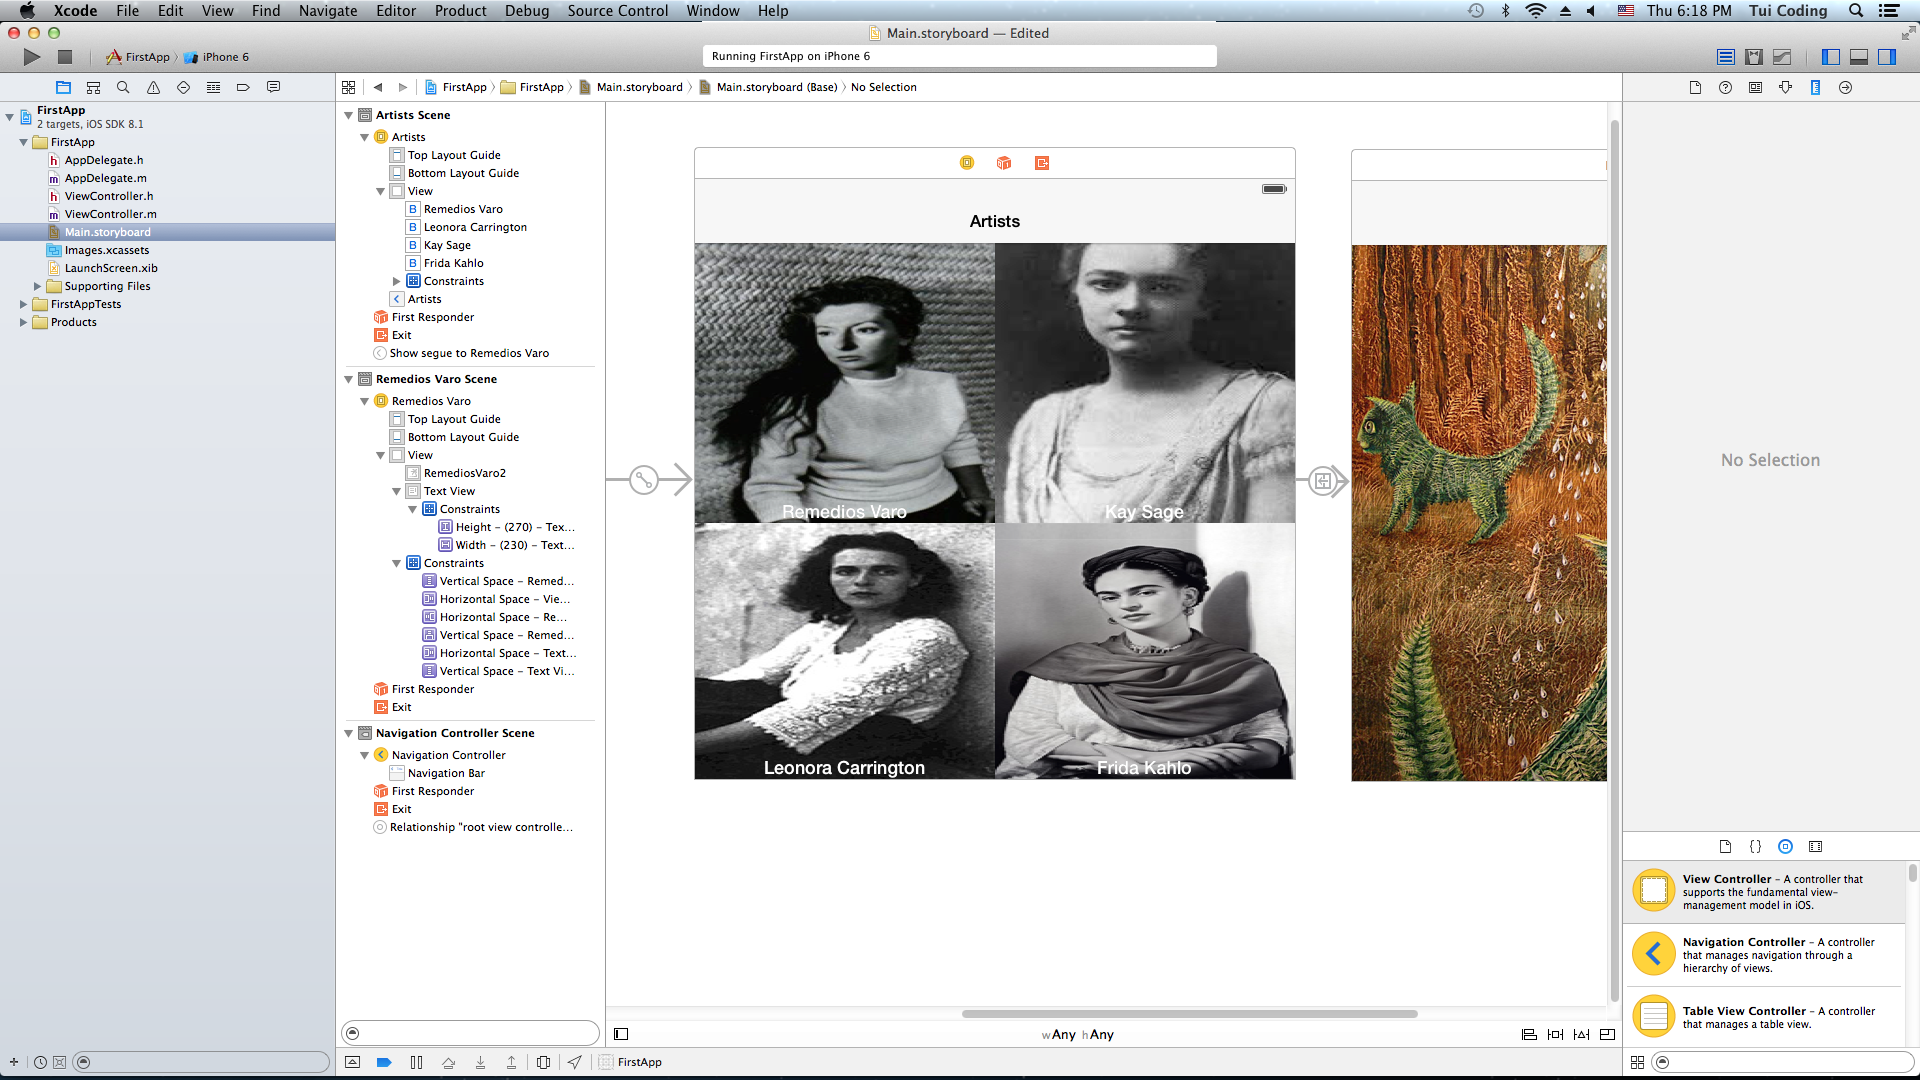 Xcode File Edit View Find Navigate Editor Product Debug Source Control Window Help Thu 6:18 PM Tui Coding
Main.storyboard — Edited
FirstApp iPhone 6
Running FirstApp on iPhone 6
FirstApp FirstApp Main.storyboard Main.storyboard (Base) No Selection
FirstApp
2 targets, iOS SDK 8.1
FirstApp
AppDelegate.h
AppDelegate.m
ViewController.h
ViewController.m
Main.storyboard
Images.xcassets
LaunchScreen.xib
Supporting Files
FirstAppTests
Products
Artists Scene
Artists
Top Layout Guide
Bottom Layout Guide
View
B Remedios Varo
B Leonora Carrington
B Kay Sage
B Frida Kahlo
Constraints
Artists
First Responder
Exit
Show segue to Remedios Varo
Remedios Varo Scene
Remedios Varo
Top Layout Guide
Bottom Layout Guide
View
RemediosVaro2
Text View
Constraints
Height - (270) - Tex...
Width - (230) - Text...
Constraints
Vertical Space - Remed...
Horizontal Space - Vie...
Horizontal Space - Re...
Vertical Space - Remed...
Horizontal Space - Text...
Vertical Space - Text Vi...
First Responder
Exit
Navigation Controller Scene
Navigation Controller
Navigation Bar
First Responder
Exit
Relationship "root view controlle...
Artists
Remedios Varo
Kay Sage
Leonora Carrington
Frida Kahlo
wAny hAny
FirstApp
No Selection
View Controller - A controller that
supports the fundamental view-
management model in iOS.
Navigation Controller - A controller
that manages navigation through a
hierarchy of views.
Table View Controller - A controller
that manages a table view.